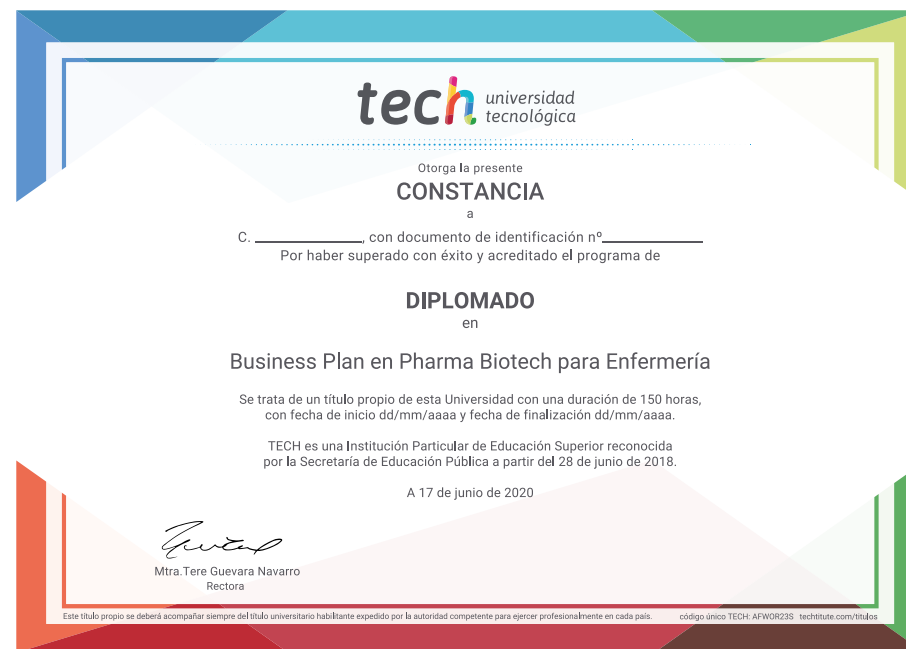 tech universidad
tecnológica
Otorga la presente
CONSTANCIA
a
C. ____________, con documento de identificación nº____________
Por haber superado con éxito y acreditado el programa de
DIPLOMADO
en
Business Plan en Pharma Biotech para Enfermería
Se trata de un título propio de esta Universidad con una duración de 150 horas,
con fecha de inicio dd/mm/aaaa y fecha de finalización dd/mm/aaaa.
TECH es una Institución Particular de Educación Superior reconocida
por la Secretaría de Educación Pública a partir del 28 de junio de 2018.
A 17 de junio de 2020
Mtra.Tere Guevara Navarro
Rectora
Este título propio se deberá acompañar siempre del título universitario habilitante expedido por la autoridad competente para ejercer profesionalmente en cada país. código único TECH: AFWOR23S techtitute.com/titulos